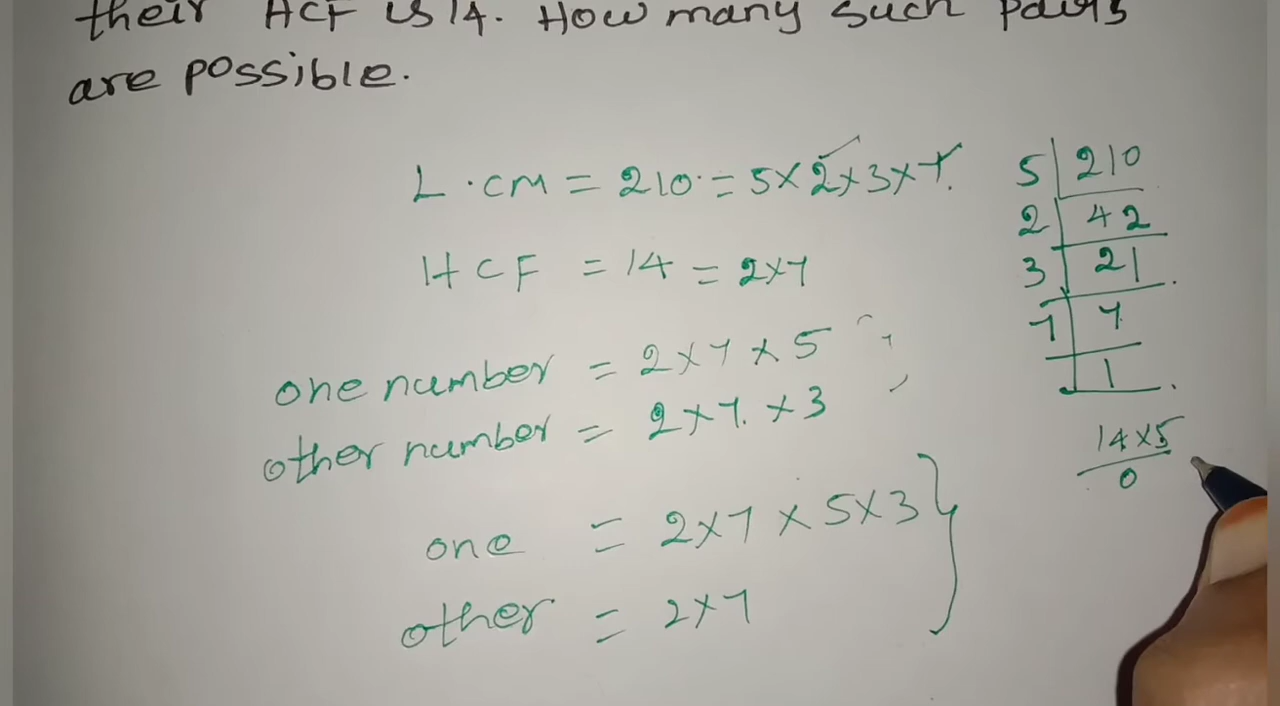 their HCF is 14. How many such pairs
are possible.
L.CM = 210 = 5×2×3×7.
HCF = 14 = 2×7
one number = 2×7×5
other number = 2×7×3
one = 2×7×5×3
other = 2×7
5 210
2 42
3 21
7 7
1
14×5
0